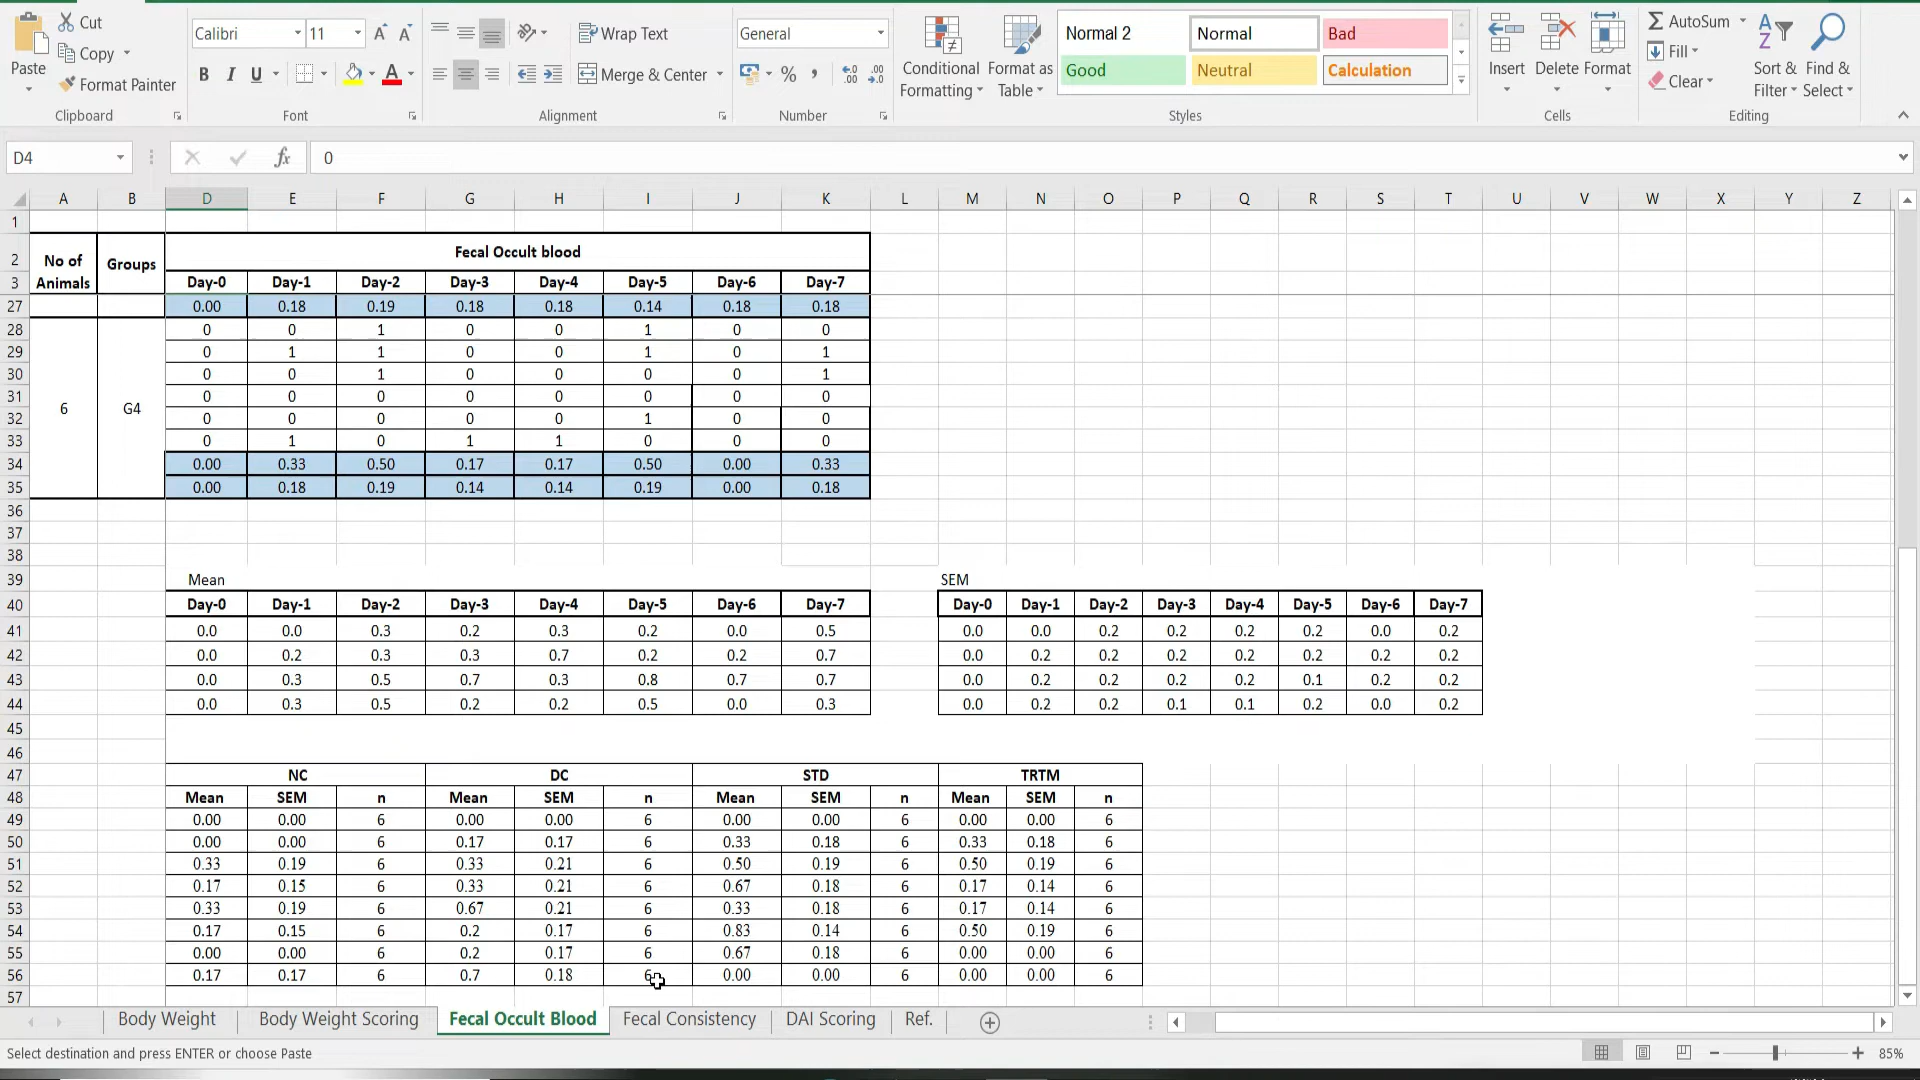 Cut
Copy
Format Painter
Paste
Clipboard
Calibri 11
B I U
Font
Wrap Text
Merge & Center
Alignment
General
%
Number
Conditional Formatting
Format as Table
Normal 2 Normal Bad
Good Neutral Calculation
Styles
Insert Delete Format
Cells
AutoSum
Fill
Clear
Sort & Filter
Find & Select
Editing
D4 fx 0
A B D E F G H I J K L M N O P Q R S T U V W X Y Z
1
2 No of Animals Groups Fecal Occult blood
3 Day-0 Day-1 Day-2 Day-3 Day-4 Day-5 Day-6 Day-7
27 0.00 0.18 0.19 0.18 0.18 0.14 0.18 0.18
28 0 0 1 0 0 1 0 0
29 0 1 1 0 0 1 0 1
30 0 0 1 0 0 0 0 1
31 0 0 0 0 0 0 0 0
6 G4
32 0 0 0 0 0 1 0 0
33 0 1 0 1 1 0 0 0
34 0.00 0.33 0.50 0.17 0.17 0.50 0.00 0.33
35 0.00 0.18 0.19 0.14 0.14 0.19 0.00 0.18
36
37
38
39 Mean SEM
40 Day-0 Day-1 Day-2 Day-3 Day-4 Day-5 Day-6 Day-7 Day-0 Day-1 Day-2 Day-3 Day-4 Day-5 Day-6 Day-7
41 0.0 0.0 0.3 0.2 0.3 0.2 0.0 0.5 0.0 0.0 0.2 0.2 0.2 0.2 0.0 0.2
42 0.0 0.2 0.3 0.3 0.7 0.2 0.2 0.7 0.0 0.2 0.2 0.2 0.2 0.2 0.2 0.2
43 0.0 0.3 0.5 0.7 0.3 0.8 0.7 0.7 0.0 0.2 0.2 0.2 0.2 0.1 0.2 0.2
44 0.0 0.3 0.5 0.2 0.2 0.5 0.0 0.3 0.0 0.2 0.2 0.1 0.1 0.2 0.0 0.2
45
46
47 NC DC STD TRTM
48 Mean SEM n Mean SEM n Mean SEM n Mean SEM n
49 0.00 0.00 6 0.00 0.00 6 0.00 0.00 6 0.00 0.00 6
50 0.00 0.00 6 0.17 0.17 6 0.33 0.18 6 0.33 0.18 6
51 0.33 0.19 6 0.33 0.21 6 0.50 0.19 6 0.50 0.19 6
52 0.17 0.15 6 0.33 0.21 6 0.67 0.18 6 0.17 0.14 6
53 0.33 0.19 6 0.67 0.21 6 0.33 0.18 6 0.17 0.14 6
54 0.17 0.15 6 0.2 0.17 6 0.83 0.14 6 0.50 0.19 6
55 0.00 0.00 6 0.2 0.17 6 0.67 0.18 6 0.00 0.00 6
56 0.17 0.17 6 0.7 0.18 6 0.00 0.00 6 0.00 0.00 6
57
Body Weight Body Weight Scoring Fecal Occult Blood Fecal Consistency DAI Scoring Ref.
Select destination and press ENTER or choose Paste 85%